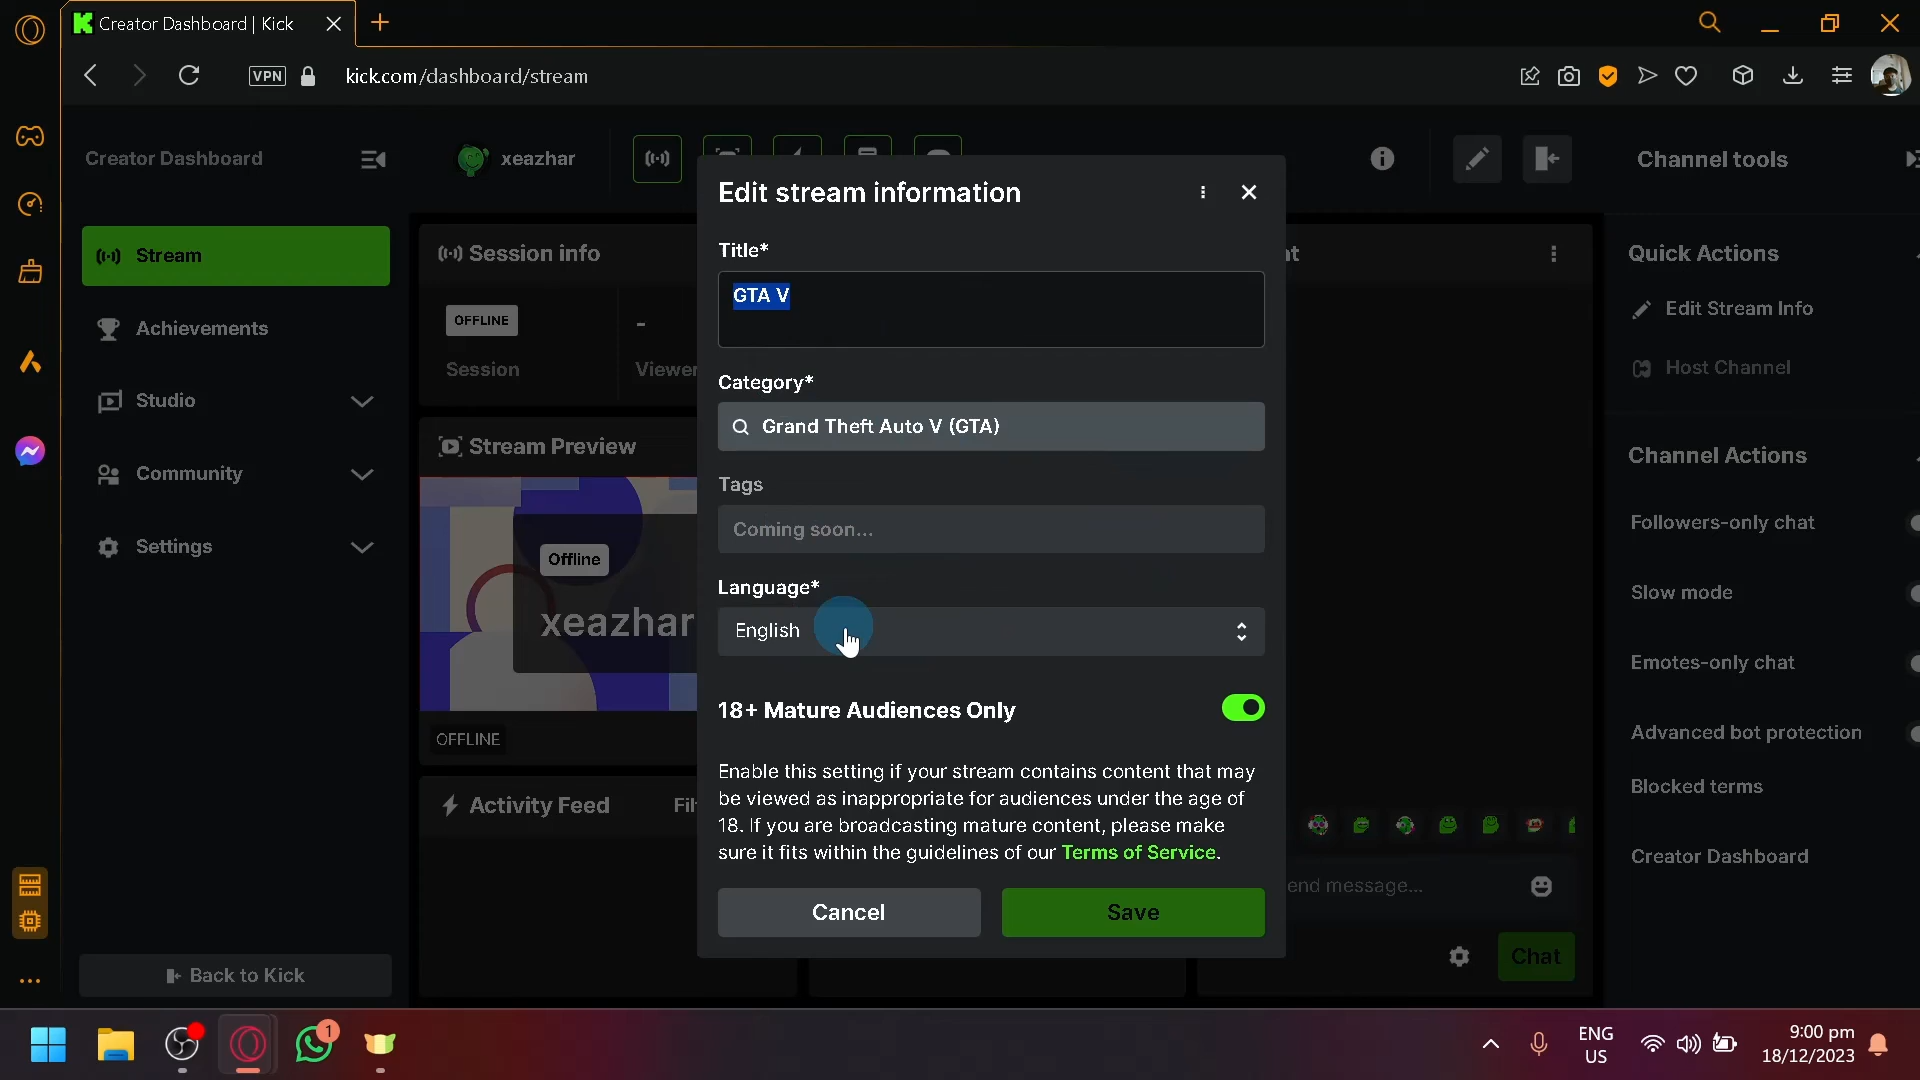 Creator Dashboard | Kick
VPN
kick.com/dashboard/stream
Creator Dashboard
xeazhar
Channel tools
Edit stream information
Stream
Session info
Title*
GTA V
Quick Actions
OFFLINE
-
Edit Stream Info
Achievements
Session
Viewer
Host Channel
Category*
Grand Theft Auto V (GTA)
Studio
Stream Preview
Channel Actions
Community
Tags
Coming soon...
Followers-only chat
Settings
Offline
Language*
English
Slow mode
xeazhar
Emotes-only chat
18+ Mature Audiences Only
OFFLINE
Advanced bot protection
Enable this setting if your stream contains content that may
be viewed as inappropriate for audiences under the age of
18. If you are broadcasting mature content, please make
sure it fits within the guidelines of our Terms of Service.
Blocked terms
Activity Feed
Creator Dashboard
end message...
Cancel
Save
Chat
Back to Kick
1
ENG
US
9:00 pm
18/12/2023